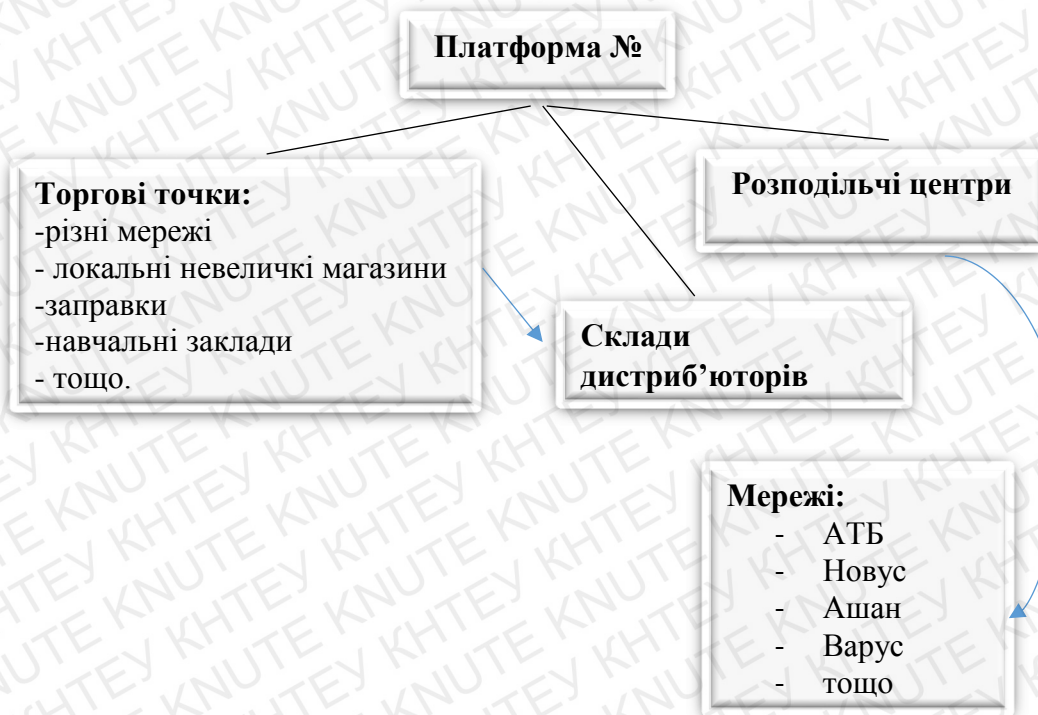 Платформа №
Торгові точки:
-різні мережі
- локальні невеличкі магазини
-заправки
-навчальні заклади
- тощо.
Розподільчі центри
Склади
дистриб’юторів
Мережі:
- АТБ
- Новус
- Ашан
- Варус
- тощо